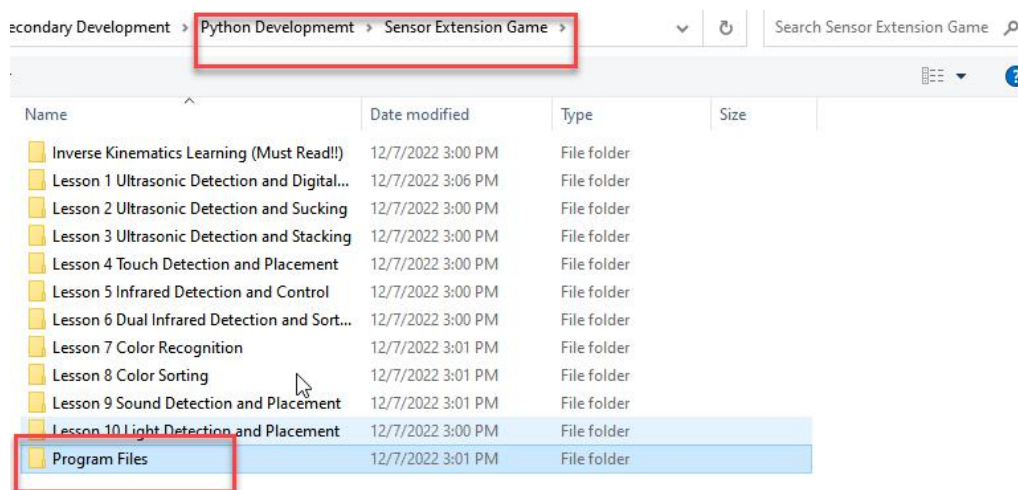 econdary Development > Python Developmemt > Sensor Extension Game > Search Sensor Extension Game
Name Date modified Type Size
Inverse Kinematics Learning (Must Read!!) 12/7/2022 3:00 PM File folder
Lesson 1 Ultrasonic Detection and Digital... 12/7/2022 3:06 PM File folder
Lesson 2 Ultrasonic Detection and Sucking 12/7/2022 3:00 PM File folder
Lesson 3 Ultrasonic Detection and Stacking 12/7/2022 3:00 PM File folder
Lesson 4 Touch Detection and Placement 12/7/2022 3:00 PM File folder
Lesson 5 Infrared Detection and Control 12/7/2022 3:00 PM File folder
Lesson 6 Dual Infrared Detection and Sort... 12/7/2022 3:00 PM File folder
Lesson 7 Color Recognition 12/7/2022 3:01 PM File folder
Lesson 8 Color Sorting 12/7/2022 3:01 PM File folder
Lesson 9 Sound Detection and Placement 12/7/2022 3:01 PM File folder
Lesson 10 Light Detection and Placement 12/7/2022 3:00 PM File folder
Program Files 12/7/2022 3:01 PM File folder